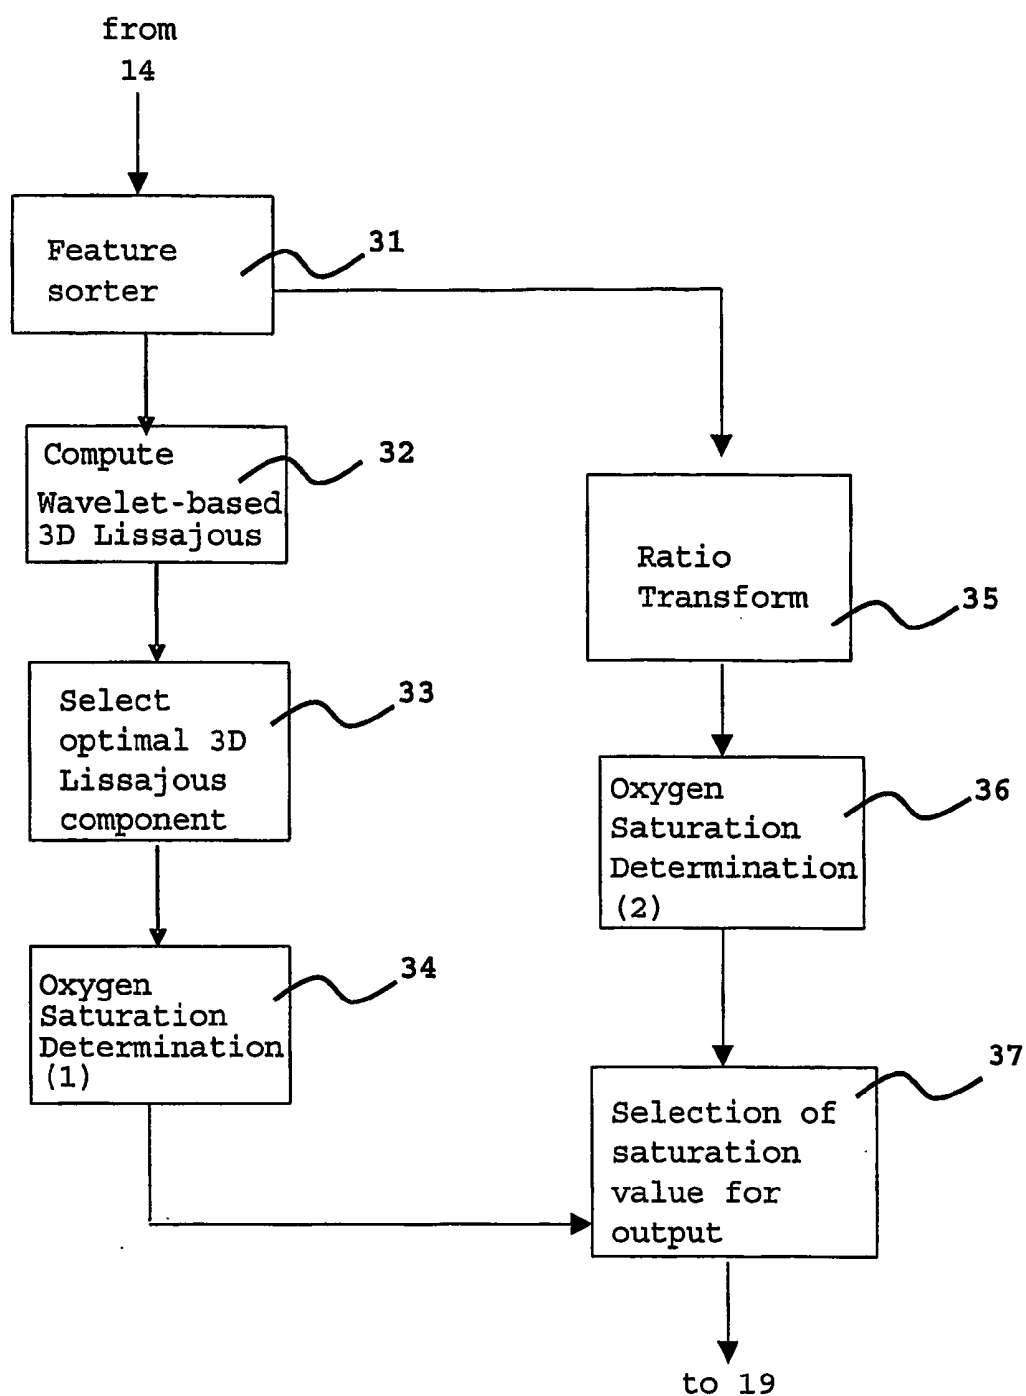 from
14
Feature
sorter
31
Compute
Wavelet-based
3D Lissajous
32
Select
optimal 3D
Lissajous
component
33
Oxygen
Saturation
Determination
(1)
34
Ratio
Transform
35
Oxygen
Saturation
Determination
(2)
36
Selection of
saturation
value for
output
37
to 19